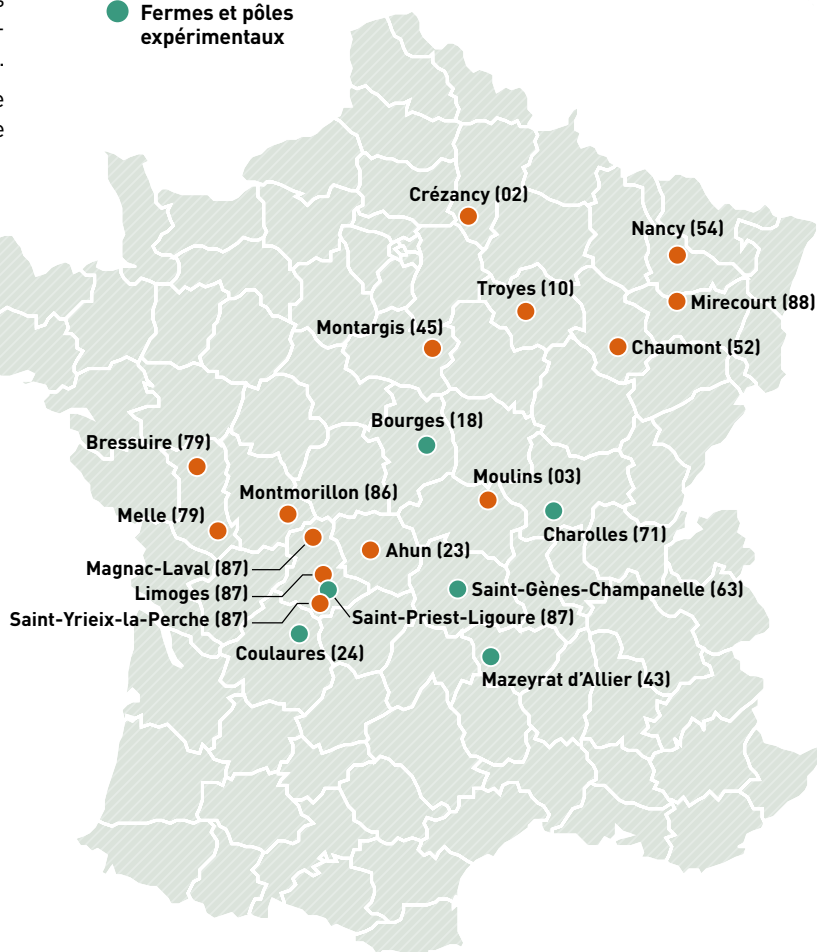 s
-
.
e
e
Fermes et pôles
expérimentaux
Crézancy (02)
Nancy (54)
Troyes (10)
Mirecourt (88)
Montargis (45)
Chaumont (52)
Bourges (18)
Bressuire (79)
Moulins (03)
Montmorillon (86)
Melle (79)
Charolles (71)
Ahun (23)
Magnac-Laval (87)
Limoges (87)
Saint-Gènes-Champanelle (63)
Saint-Yrieix-la-Perche (87)
Saint-Priest-Ligoure (87)
Coulaures (24)
Mazeyrat d’Allier (43)